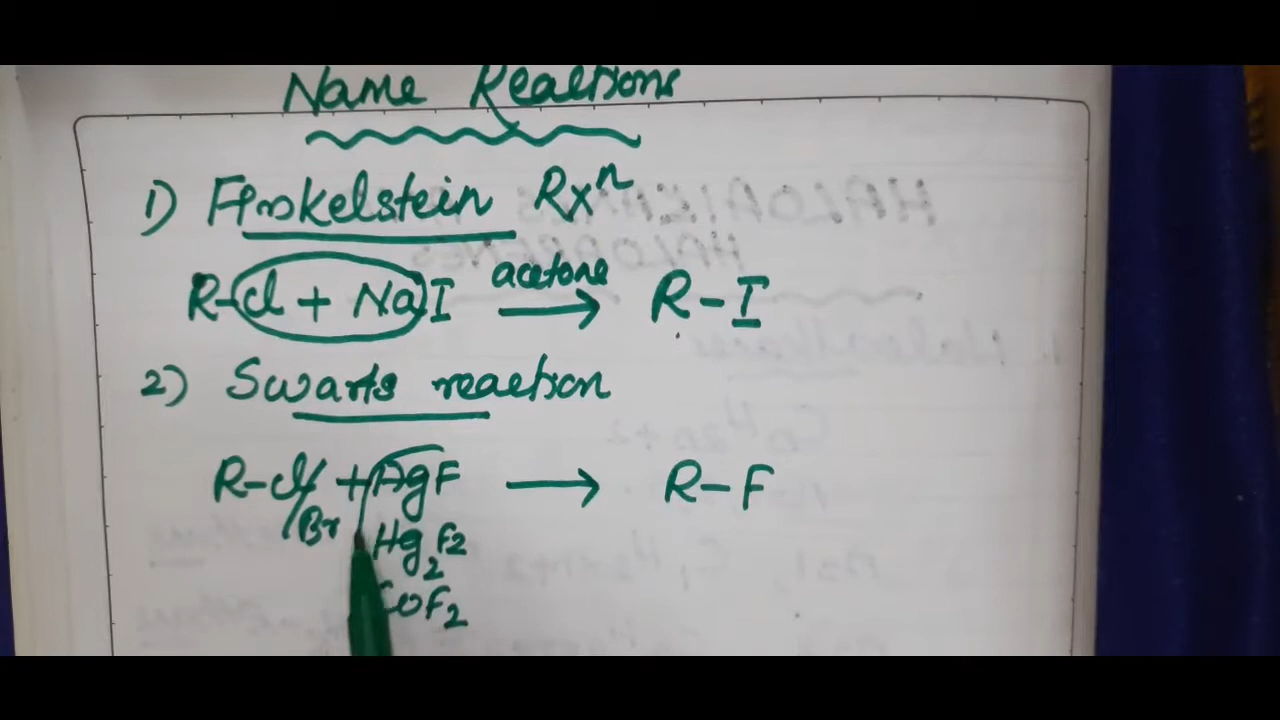 Name Reactions
1) Finkelstein Rxⁿ
R-Cl + NaI acetone → R-I
2) Swarts reaction
R-Cl/Br + AgF → R-F
Hg₂F₂
CoF₂